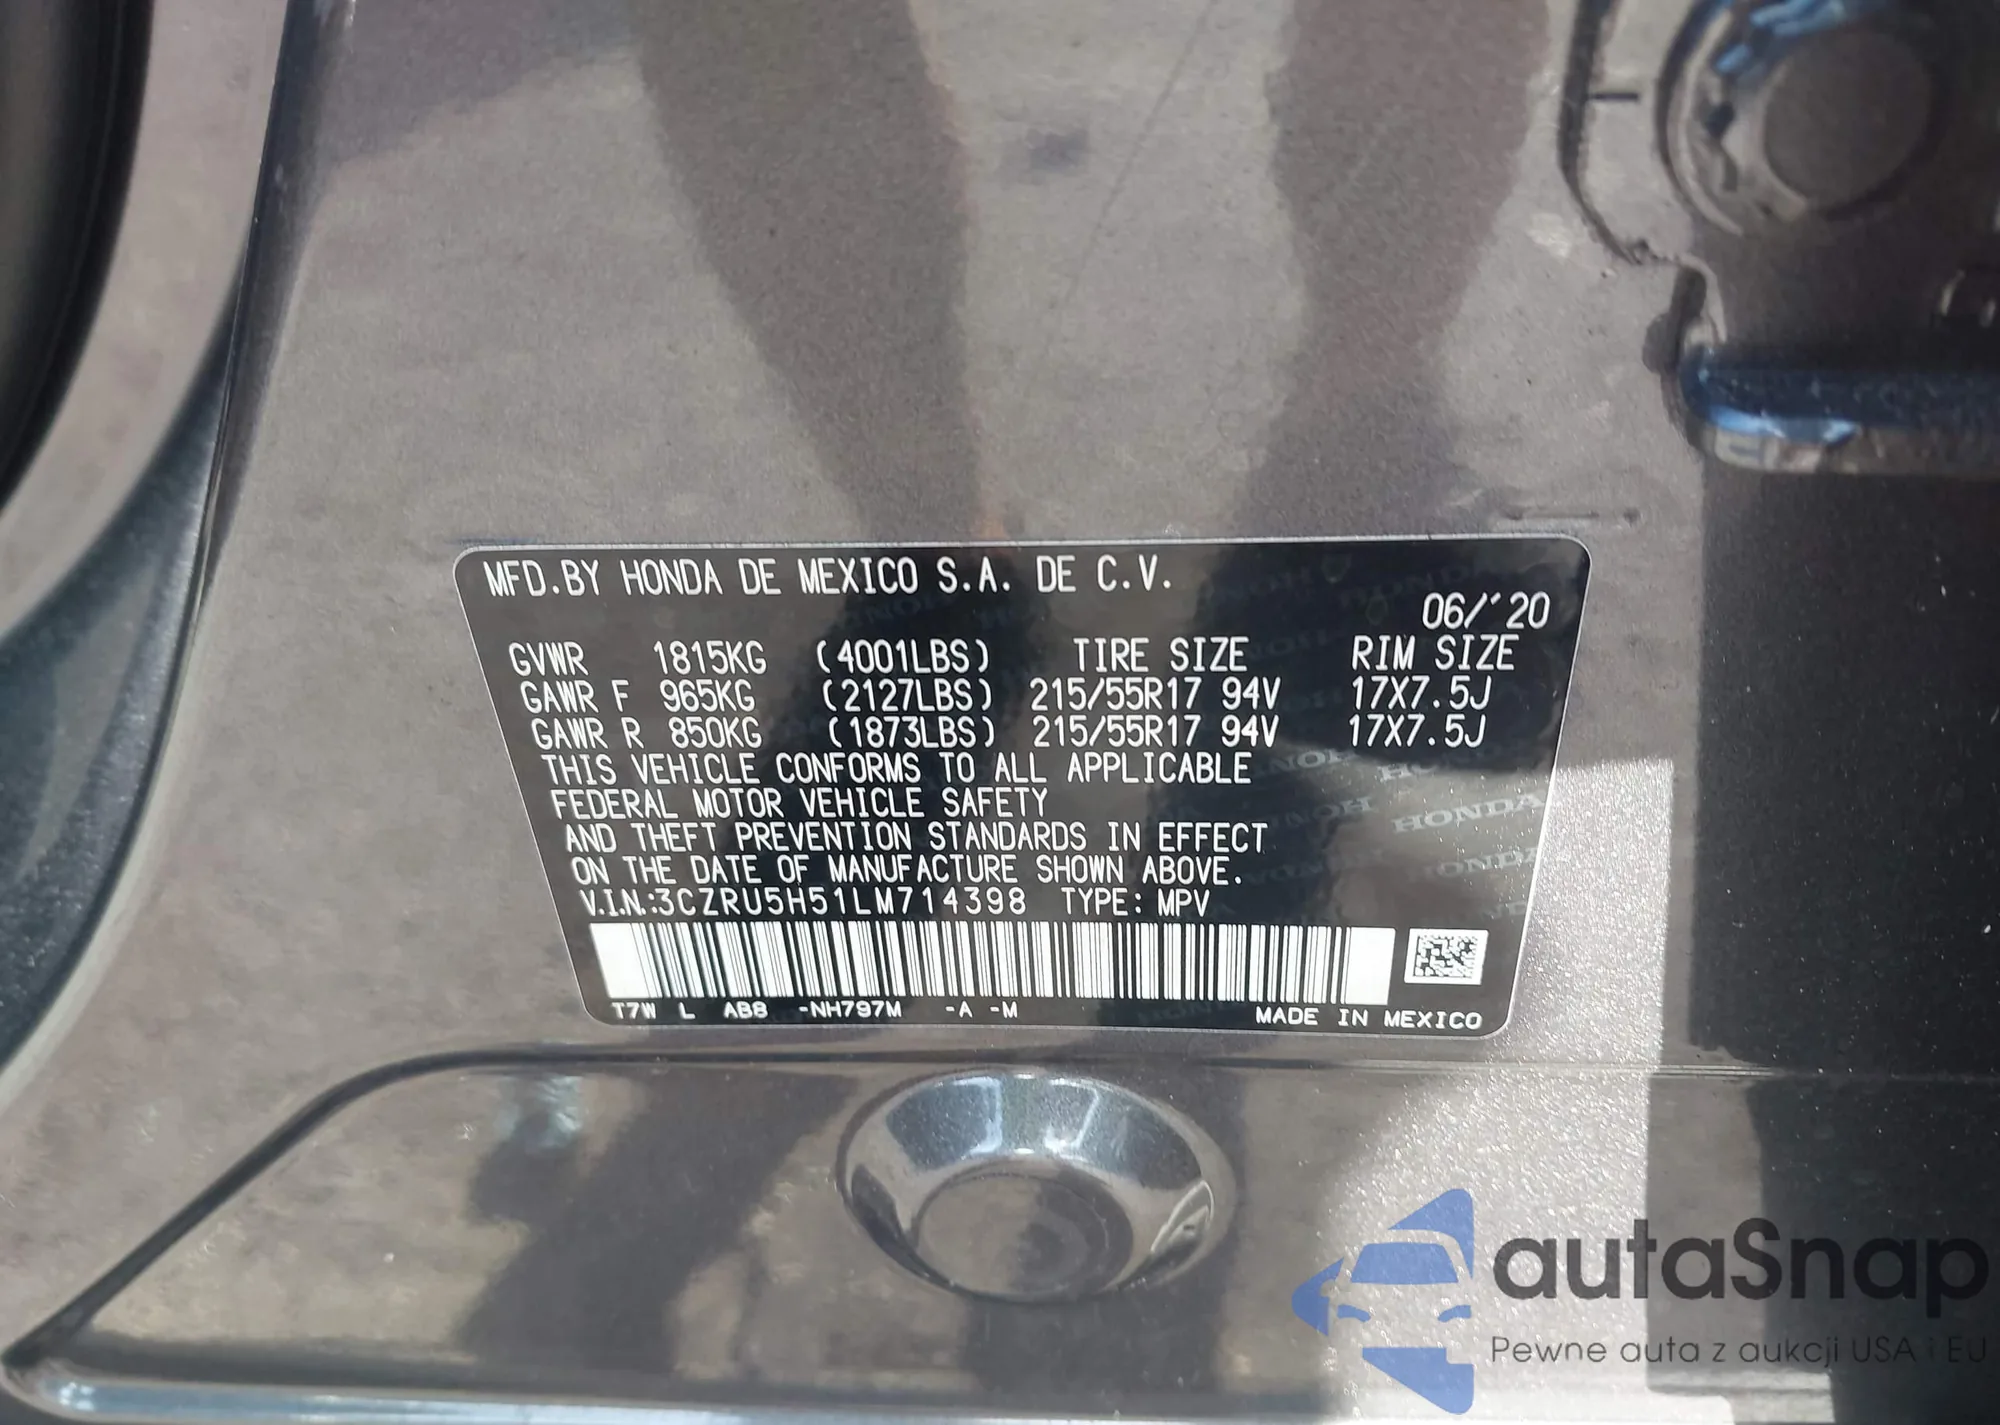 MFD.BY HONDA DE MEXICO S.A. DE C.V.
06/'20
GVWR 1815KG (4001LBS) TIRE SIZE RIM SIZE
GAWR F 965KG (2127LBS) 215/55R17 94V 17X7.5J
GAWR R 850KG (1873LBS) 215/55R17 94V 17X7.5J
THIS VEHICLE CONFORMS TO ALL APPLICABLE
FEDERAL MOTOR VEHICLE SAFETY
AND THEFT PREVENTION STANDARDS IN EFFECT
ON THE DATE OF MANUFACTURE SHOWN ABOVE.
V.I.N.:3CZRU5H51LM714398 TYPE: MPV
T7W L AB8 -NH797M -A -M MADE IN MEXICO
HONDA
autaSnap
Pewne auta z aukcji USA i EU